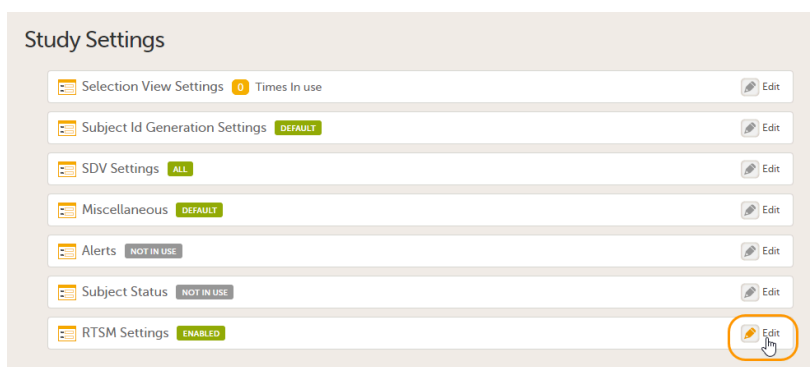 Study Settings
Selection View Settings 0 Times In use Edit
Subject Id Generation Settings DEFAULT Edit
SDV Settings ALL Edit
Miscellaneous DEFAULT Edit
Alerts NOT IN USE Edit
Subject Status NOT IN USE Edit
RTSM Settings ENABLED Edit